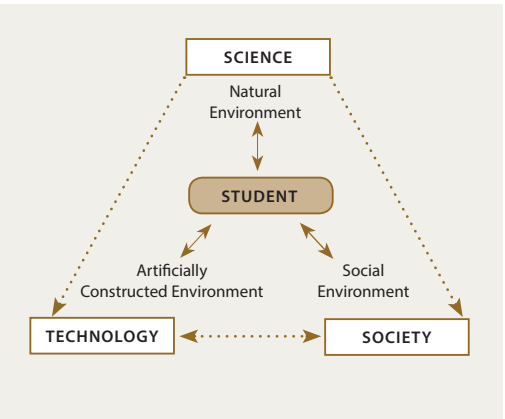 SCIENCE
Natural
Environment
STUDENT
Artificially
Constructed Environment
Social
Environment
TECHNOLOGY
SOCIETY